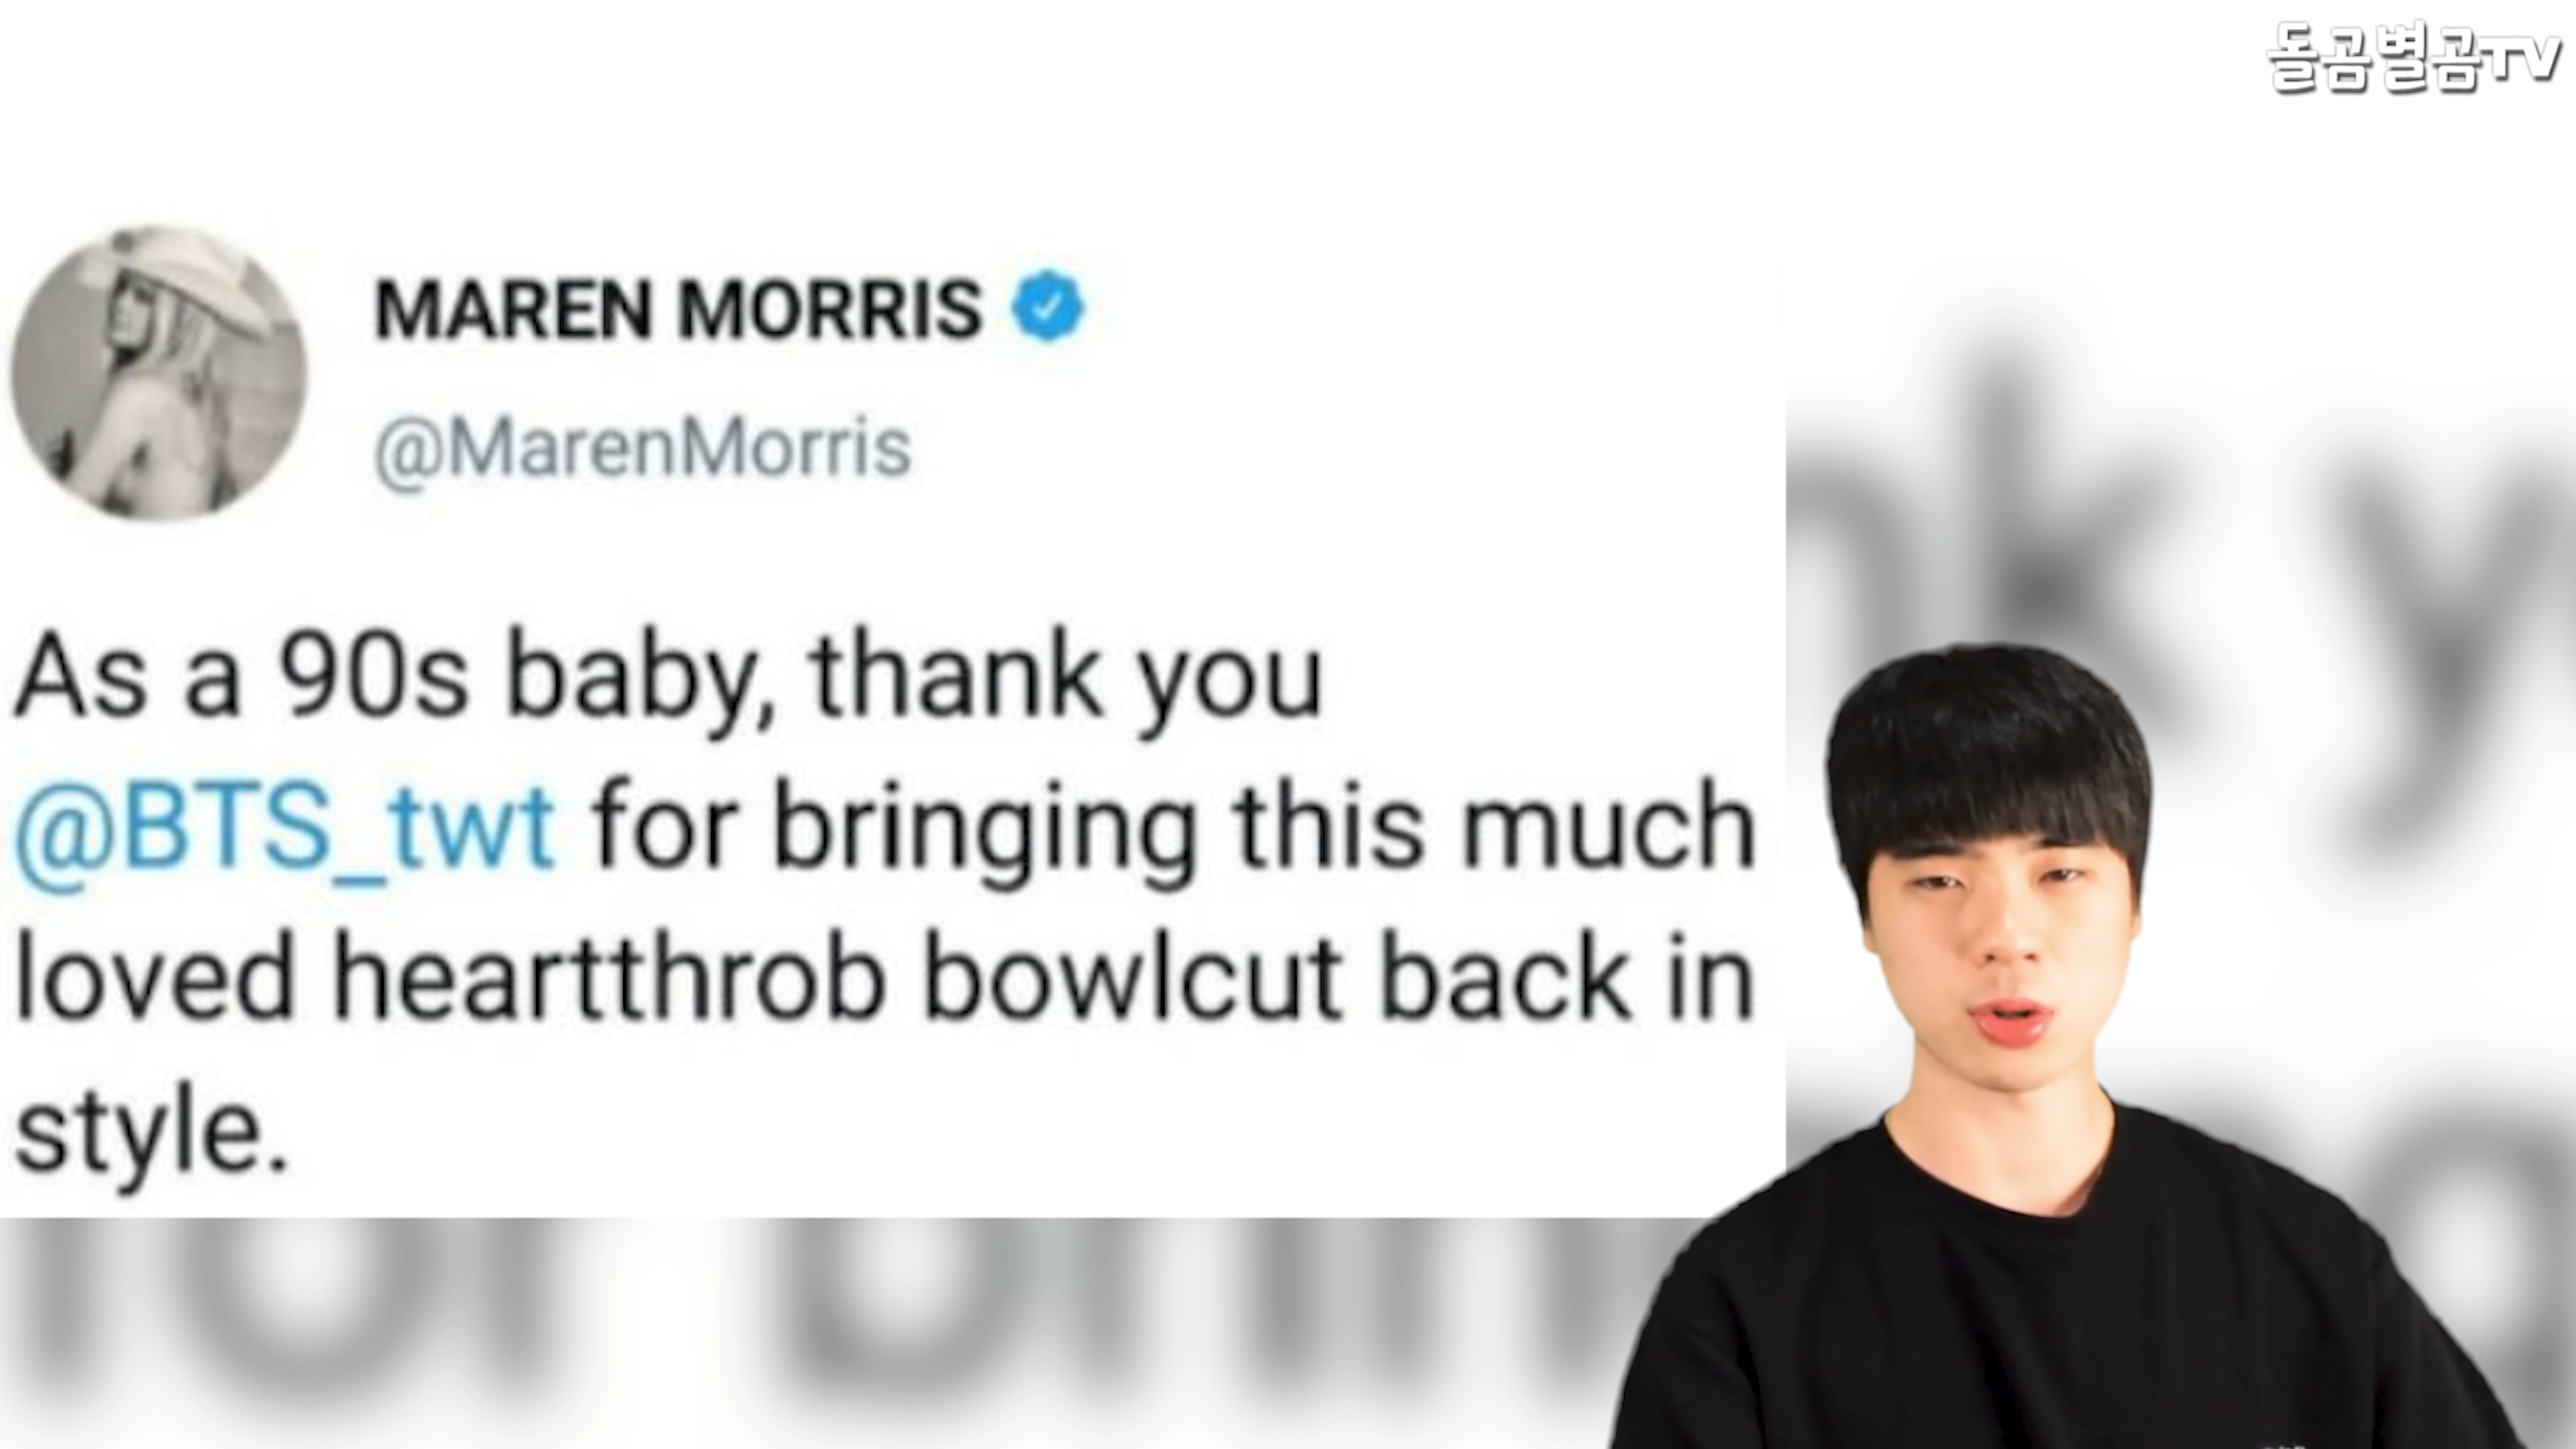 돌곰별곰TV
MAREN MORRIS
@MarenMorris
As a 90s baby, thank you
@BTS_twt for bringing this much
loved heartthrob bowlcut back in
style.